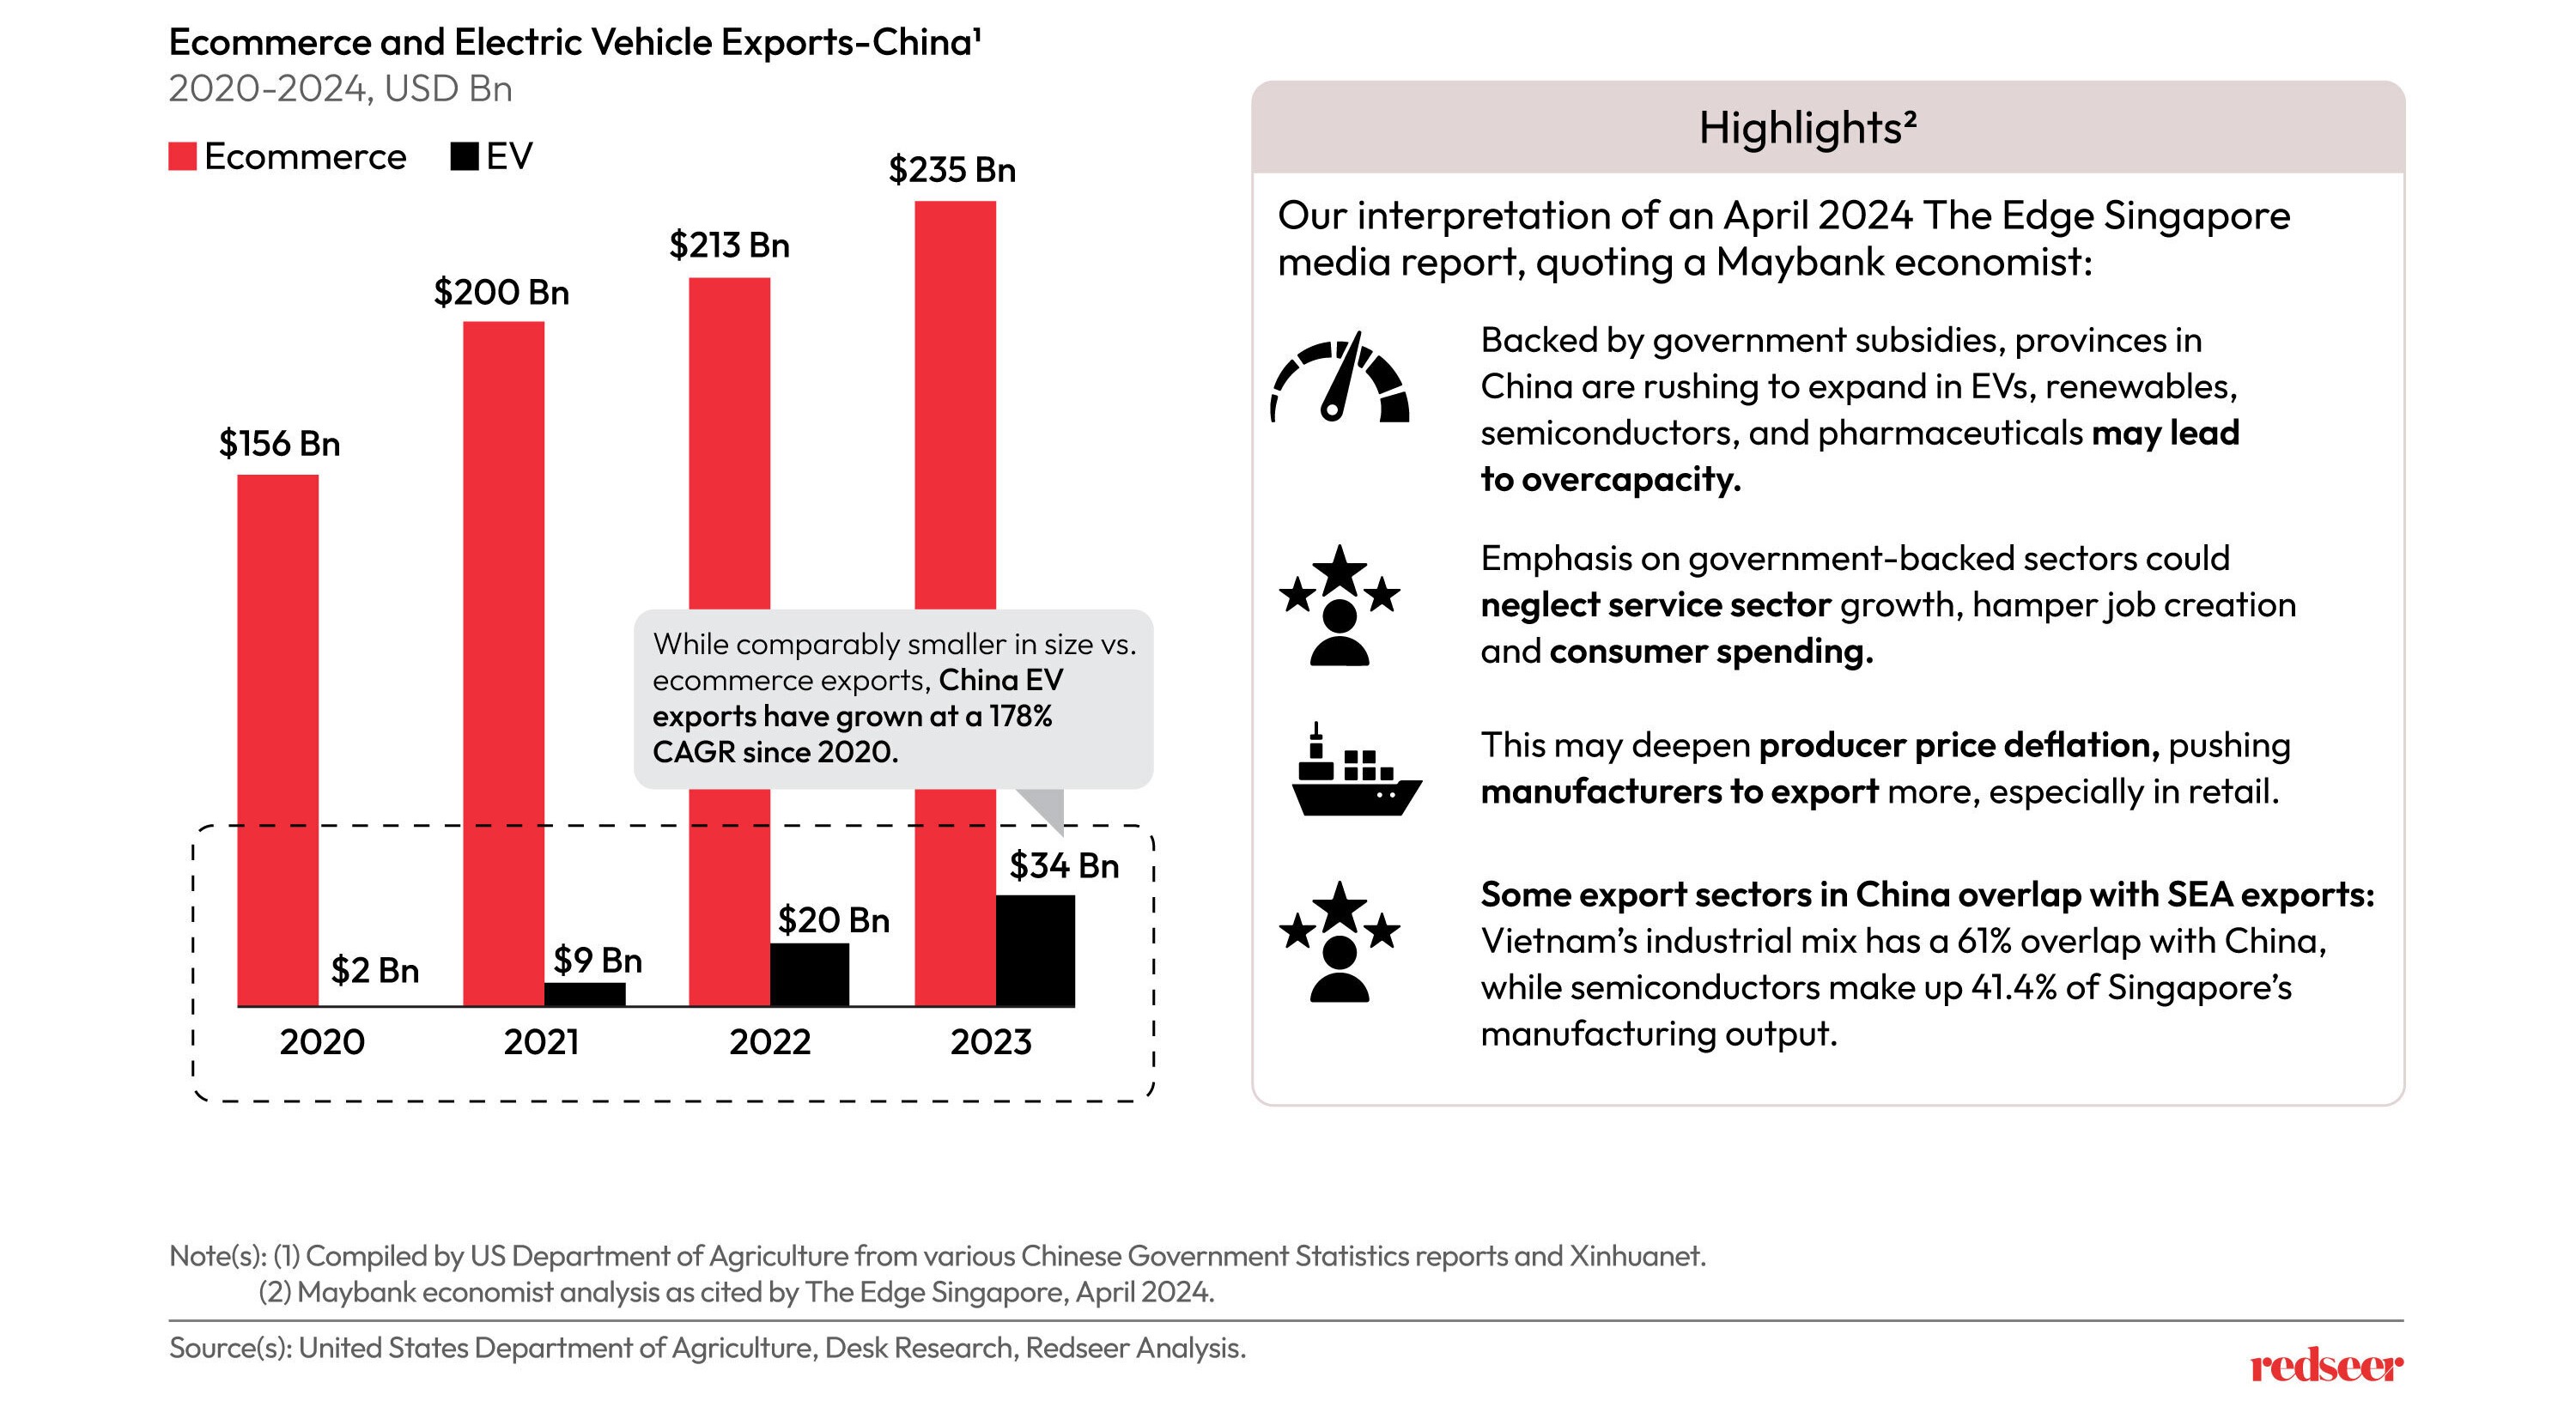 Ecommerce and Electric Vehicle Exports-China¹
2020-2024, USD Bn
Ecommerce
EV
$156 Bn
$200 Bn
$213 Bn
$235 Bn
While comparably smaller in size vs.
ecommerce exports, China EV
exports have grown at a 178%
CAGR since 2020.
$2 Bn
$9 Bn
$20 Bn
$34 Bn
2020
2021
2022
2023
Highlights²
Our interpretation of an April 2024 The Edge Singapore
media report, quoting a Maybank economist:
Backed by government subsidies, provinces in
China are rushing to expand in EVs, renewables,
semiconductors, and pharmaceuticals may lead
to overcapacity.
Emphasis on government-backed sectors could
neglect service sector growth, hamper job creation
and consumer spending.
This may deepen producer price deflation, pushing
manufacturers to export more, especially in retail.
Some export sectors in China overlap with SEA exports:
Vietnam's industrial mix has a 61% overlap with China,
while semiconductors make up 41.4% of Singapore's
manufacturing output.
Note(s): (1) Compiled by US Department of Agriculture from various Chinese Government Statistics reports and Xinhuanet.
(2) Maybank economist analysis as cited by The Edge Singapore, April 2024.
Source(s): United States Department of Agriculture, Desk Research, Redseer Analysis.
redseer